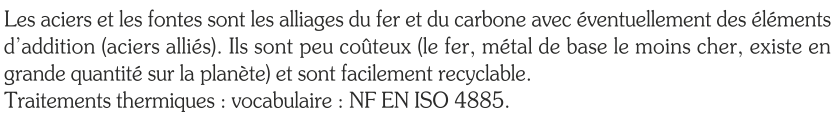 Les aciers et les fontes sont les alliages du fer et du carbone avec éventuellement des éléments
d'addition (aciers alliés). Ils sont peu coûteux (le fer, métal de base le moins cher, existe en
grande quantité sur la planète) et sont facilement recyclable.
Traitements thermiques : vocabulaire : NF EN ISO 4885.